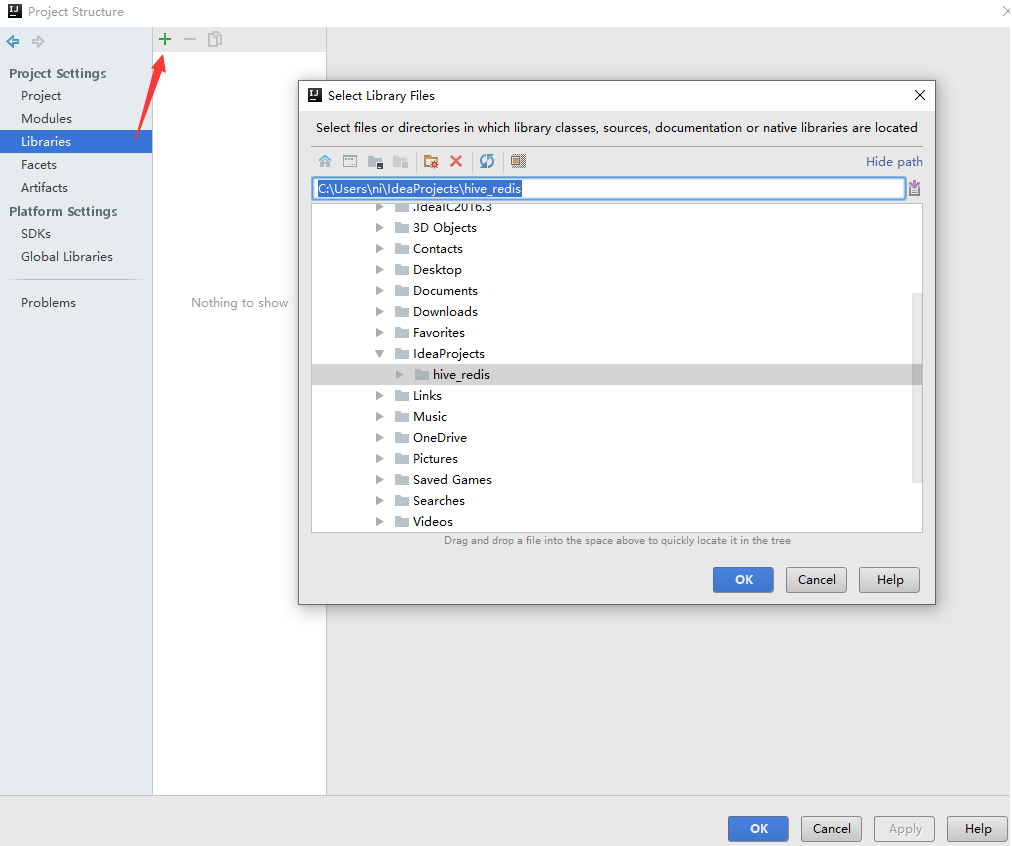 Project Structure
Project Settings
Project
Modules
Libraries
Facets
Artifacts
Platform Settings
SDKs
Global Libraries
Problems
Nothing to show
Select Library Files
Select files or directories in which library classes, sources, documentation or native libraries are located
Hide path
C:\Users\ni\IdeaProjects\hive_redis
.IdeaIC2016.3
3D Objects
Contacts
Desktop
Documents
Downloads
Favorites
IdeaProjects
hive_redis
Links
Music
OneDrive
Pictures
Saved Games
Searches
Videos
Drag and drop a file into the space above to quickly locate it in the tree
OK Cancel Help
OK Cancel Apply Help